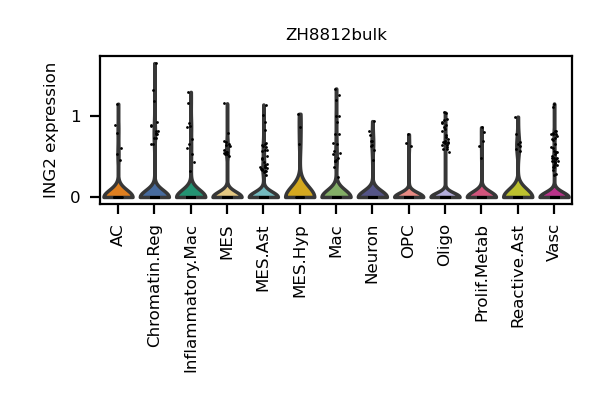 ZH8812bulk
ING2 expression
1
0
AC
Chromatin.Reg
Inflammatory.Mac
MES
MES.Ast
MES.Hyp
Mac
Neuron
OPC
Oligo
Prolif.Metab
Reactive.Ast
Vasc